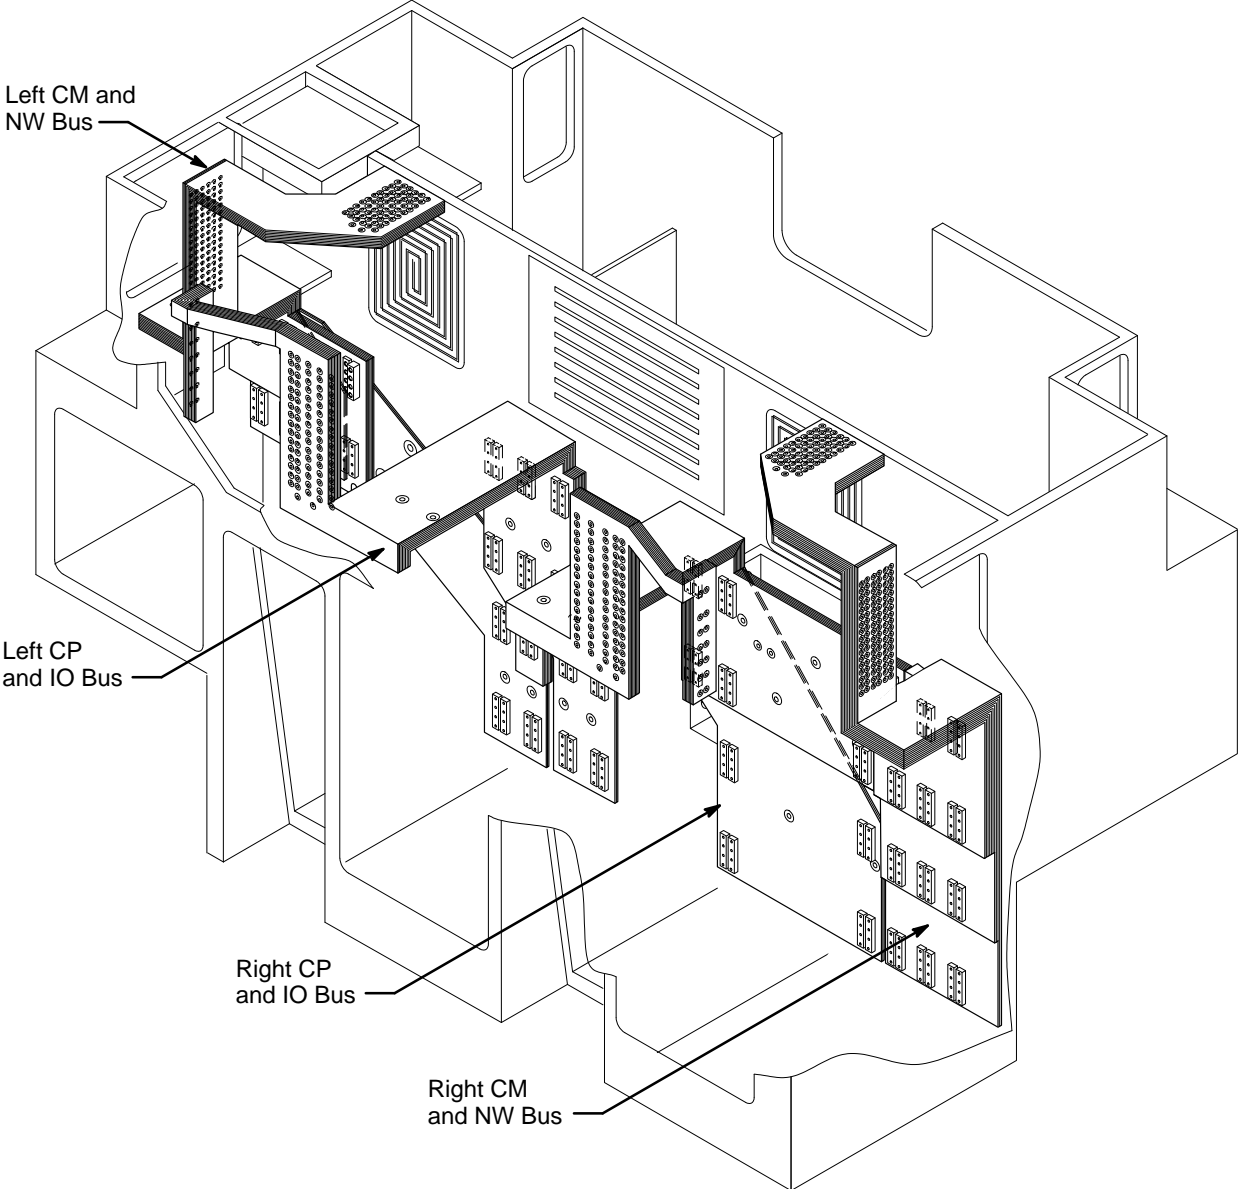 Left CM and
NW Bus
Left CP
and IO Bus
Right CP
and IO Bus
Right CM
and NW Bus